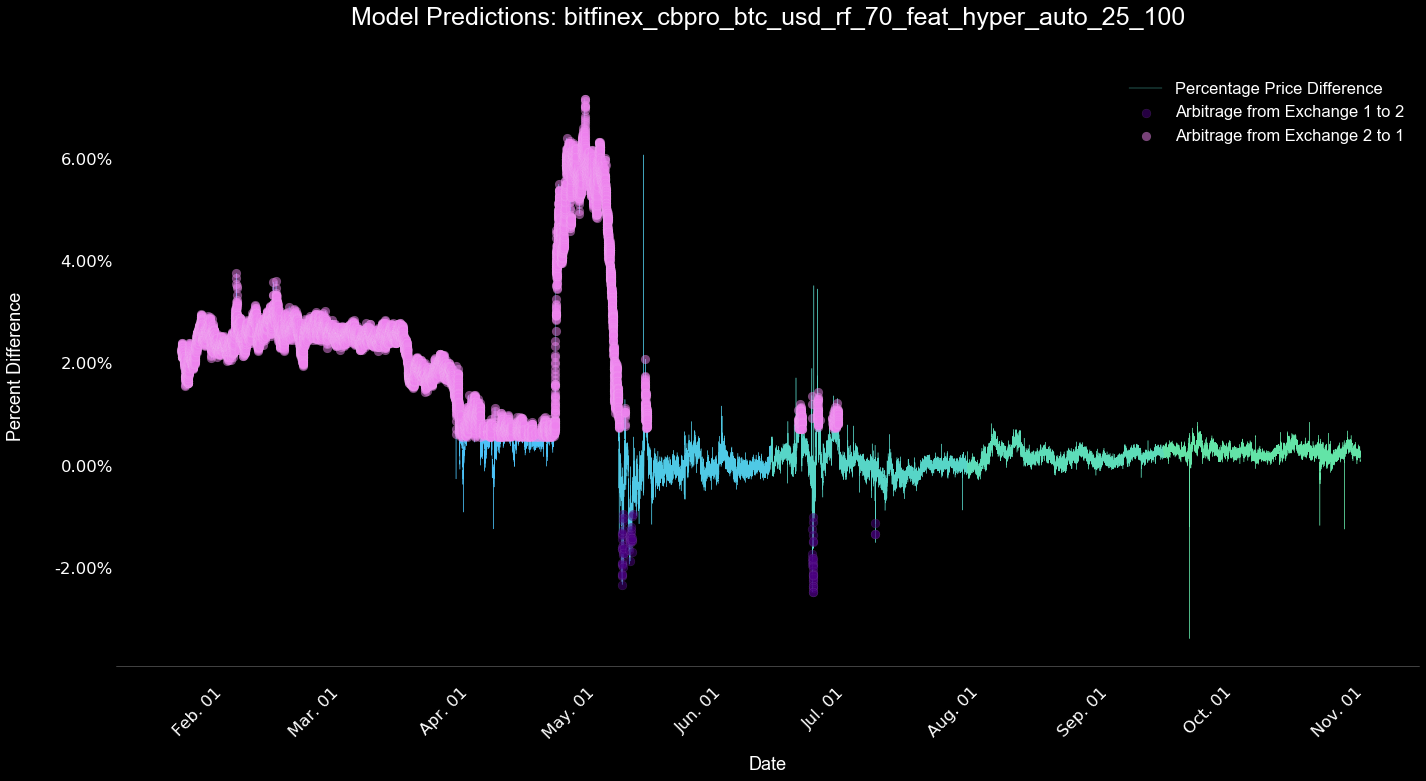 Model Predictions: bitfinex_cbpro_btc_usd_rf_70_feat_hyper_auto_25_100
Percentage Price Difference
Arbitrage from Exchange 1 to 2
Arbitrage from Exchange 2 to 1
Percent Difference
6.00%
4.00%
2.00%
0.00%
-2.00%
Feb. 01
Mar. 01
Apr. 01
May. 01
Jun. 01
Jul. 01
Aug. 01
Sep. 01
Oct. 01
Nov. 01
Date